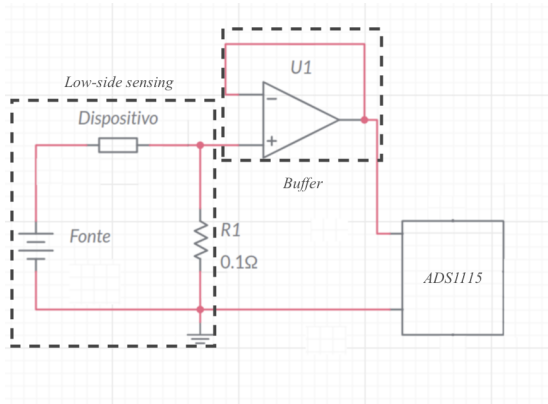 Low-side sensing
U1
Dispositivo
−
+
Buffer
Fonte
R1
0.1Ω
ADS1115